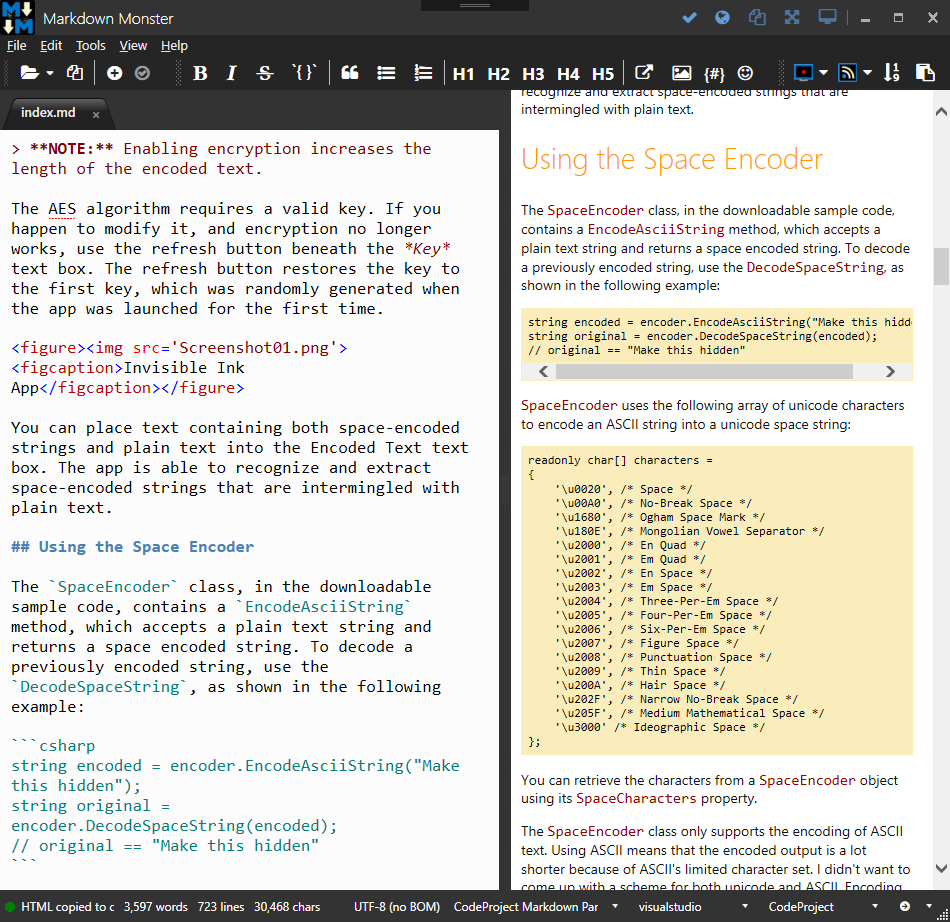 Markdown Monster
File Edit Tools View Help
B I S `{}` H1 H2 H3 H4 H5 {#}
index.md ×
> **NOTE:** Enabling encryption increases the
length of the encoded text.
The AES algorithm requires a valid key. If you
happen to modify it, and encryption no longer
works, use the refresh button beneath the *Key*
text box. The refresh button restores the key to
the first key, which was randomly generated when
the app was launched for the first time.
<figure><img src='Screenshot01.png'>
<figcaption>Invisible Ink
App</figcaption></figure>
You can place text containing both space-encoded
strings and plain text into the Encoded Text text
box. The app is able to recognize and extract
space-encoded strings that are intermingled with
plain text.
## Using the Space Encoder
The `SpaceEncoder` class, in the downloadable
sample code, contains a `EncodeAsciiString`
method, which accepts a plain text string and
returns a space encoded string. To decode a
previously encoded string, use the
`DecodeSpaceString`, as shown in the following
example:
```csharp
string encoded = encoder.EncodeAsciiString("Make
this hidden");
string original =
encoder.DecodeSpaceString(encoded);
// original == "Make this hidden"
```
recognize and extract space-encoded strings that are
intermingled with plain text.
Using the Space Encoder
The SpaceEncoder class, in the downloadable sample code,
contains a EncodeAsciiString method, which accepts a
plain text string and returns a space encoded string. To decode
a previously encoded string, use the DecodeSpaceString, as
shown in the following example:
string encoded = encoder.EncodeAsciiString("Make this hidd
string original = encoder.DecodeSpaceString(encoded);
// original == "Make this hidden"
SpaceEncoder uses the following array of unicode characters
to encode an ASCII string into a unicode space string:
readonly char[] characters =
{
'\u0020', /* Space */
'\u00A0', /* No-Break Space */
'\u1680', /* Ogham Space Mark */
'\u180E', /* Mongolian Vowel Separator */
'\u2000', /* En Quad */
'\u2001', /* Em Quad */
'\u2002', /* En Space */
'\u2003', /* Em Space */
'\u2004', /* Three-Per-Em Space */
'\u2005', /* Four-Per-Em Space */
'\u2006', /* Six-Per-Em Space */
'\u2007', /* Figure Space */
'\u2008', /* Punctuation Space */
'\u2009', /* Thin Space */
'\u200A', /* Hair Space */
'\u202F', /* Narrow No-Break Space */
'\u205F', /* Medium Mathematical Space */
'\u3000' /* Ideographic Space */
};
You can retrieve the characters from a SpaceEncoder object
using its SpaceCharacters property.
The SpaceEncoder class only supports the encoding of ASCII
text. Using ASCII means that the encoded output is a lot
shorter because of ASCII's limited character set. I didn't want to
come up with a scheme for both unicode and ASCII. Encoding
HTML copied to c 3,597 words 723 lines 30,468 chars UTF-8 (no BOM) CodeProject Markdown Par visualstudio CodeProject